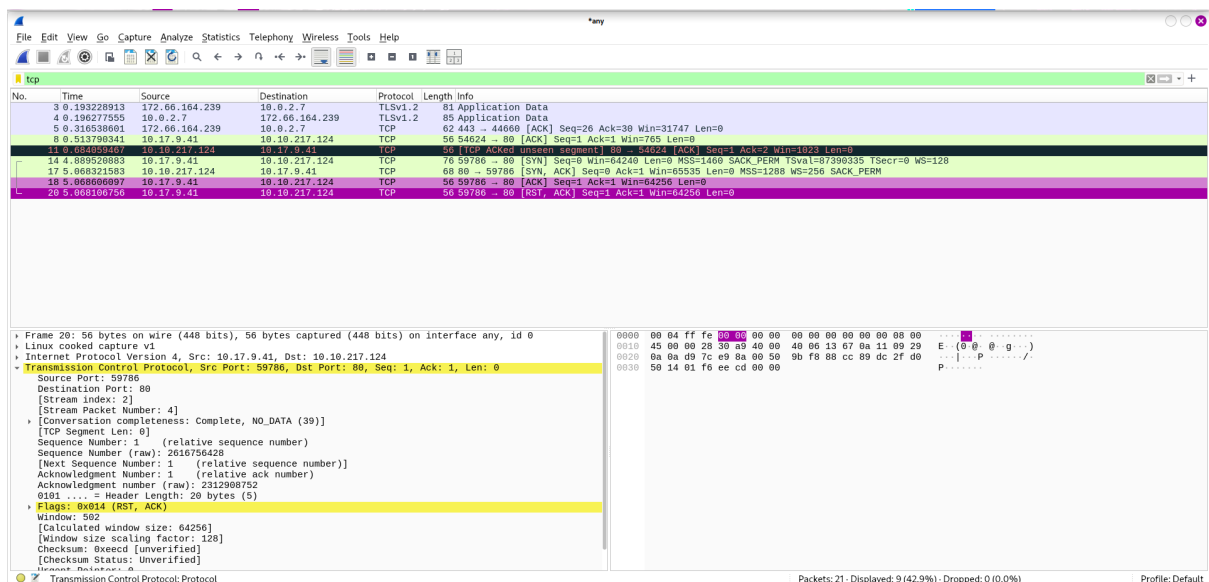 *any
File Edit View Go Capture Analyze Statistics Telephony Wireless Tools Help
tcp
No. Time Source Destination Protocol Length Info
3 0.193228913 172.66.164.239 10.0.2.7 TLSv1.2 81 Application Data
4 0.196277555 10.0.2.7 172.66.164.239 TLSv1.2 85 Application Data
5 0.316538601 172.66.164.239 10.0.2.7 TCP 62 443 → 44660 [ACK] Seq=26 Ack=30 Win=31747 Len=0
8 0.513790341 10.17.9.41 10.10.217.124 TCP 56 54624 → 80 [ACK] Seq=1 Ack=1 Win=765 Len=0
11 0.684059467 10.10.217.124 10.17.9.41 TCP 56 [TCP ACKed unseen segment] 80 → 54624 [ACK] Seq=1 Ack=2 Win=1023 Len=0
14 4.889520883 10.17.9.41 10.10.217.124 TCP 76 59786 → 80 [SYN] Seq=0 Win=64240 Len=0 MSS=1460 SACK_PERM TSval=87390335 TSecr=0 WS=128
17 5.068321583 10.10.217.124 10.17.9.41 TCP 68 80 → 59786 [SYN, ACK] Seq=0 Ack=1 Win=65535 Len=0 MSS=1288 WS=256 SACK_PERM
18 5.068606097 10.17.9.41 10.10.217.124 TCP 56 59786 → 80 [ACK] Seq=1 Ack=1 Win=64256 Len=0
20 5.068106756 10.17.9.41 10.10.217.124 TCP 56 59786 → 80 [RST, ACK] Seq=1 Ack=1 Win=64256 Len=0
Frame 20: 56 bytes on wire (448 bits), 56 bytes captured (448 bits) on interface any, id 0
Linux cooked capture v1
Internet Protocol Version 4, Src: 10.17.9.41, Dst: 10.10.217.124
Transmission Control Protocol, Src Port: 59786, Dst Port: 80, Seq: 1, Ack: 1, Len: 0
Source Port: 59786
Destination Port: 80
[Stream index: 2]
[Stream Packet Number: 4]
[Conversation completeness: Complete, NO_DATA (39)]
[TCP Segment Len: 0]
Sequence Number: 1 (relative sequence number)
Sequence Number (raw): 2616756428
[Next Sequence Number: 1 (relative sequence number)]
Acknowledgment Number: 1 (relative ack number)
Acknowledgment number (raw): 2312908752
0101 .... = Header Length: 20 bytes (5)
Flags: 0x014 (RST, ACK)
Window: 502
[Calculated window size: 64256]
[Window size scaling factor: 128]
Checksum: 0xeecd [unverified]
[Checksum Status: Unverified]
Urgent Pointer: 0
0000 00 04 ff fe 00 00 00 00 00 00 00 00 00 00 08 00 ········ ········
0010 45 00 00 28 30 a9 40 00 40 06 13 67 0a 11 09 29 E··(0·@· @··g···)
0020 0a 0a d9 7c e9 8a 00 50 9b f8 88 cc 89 dc 2f d0 ···|···P ······/·
0030 50 14 01 f6 ee cd 00 00 P·······
Transmission Control Protocol: Protocol
Packets: 21 · Displayed: 9 (42.9%) · Dropped: 0 (0.0%)
Profile: Default